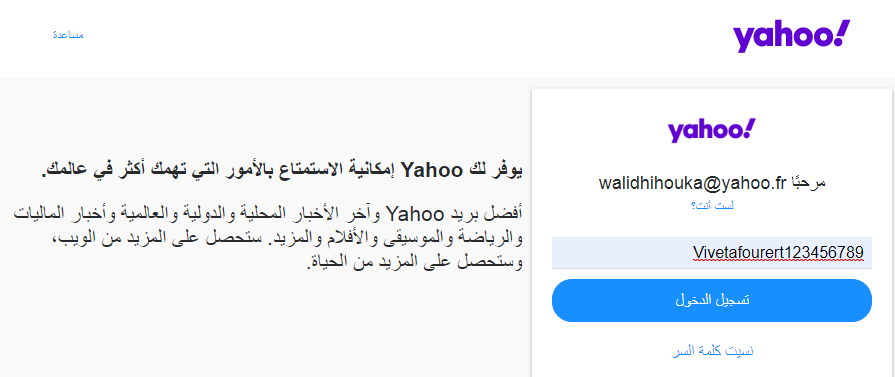 yahoo!
مساعدة
yahoo!
مرحبًا walidhihouka@yahoo.fr
لست أنت؟
Vivetafourert123456789
تسجيل الدخول
نسيت كلمة السر
يوفر لك Yahoo إمكانية الاستمتاع بالأمور التي تهمك أكثر في عالمك.
أفضل بريد Yahoo وآخر الأخبار المحلية والدولية والعالمية وأخبار الماليات
والرياضة والموسيقى والأفلام والمزيد. ستحصل على المزيد من الويب،
وستحصل على المزيد من الحياة.